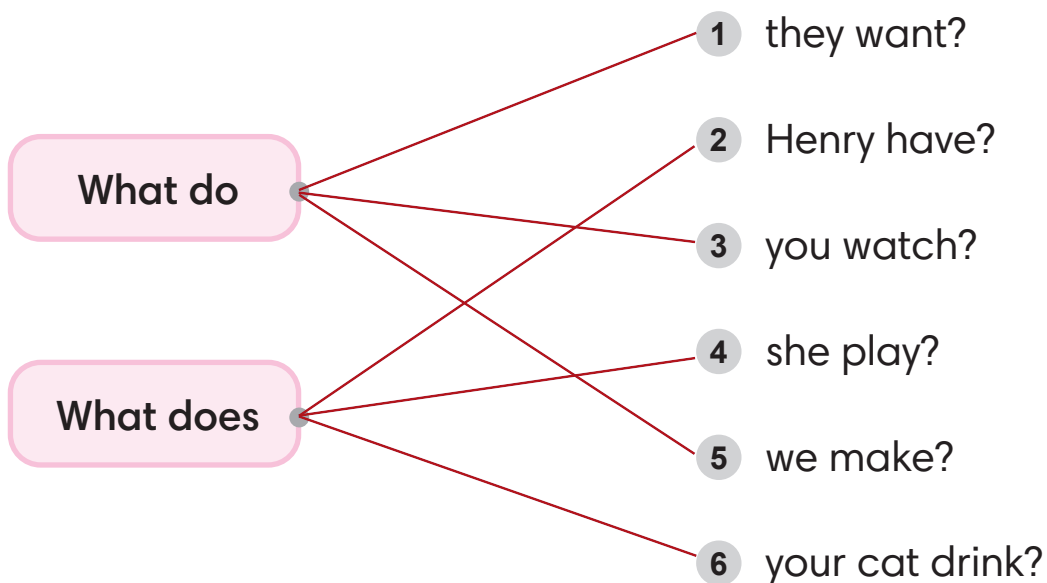 What do
What does
1 they want?
2 Henry have?
3 you watch?
4 she play?
5 we make?
6 your cat drink?